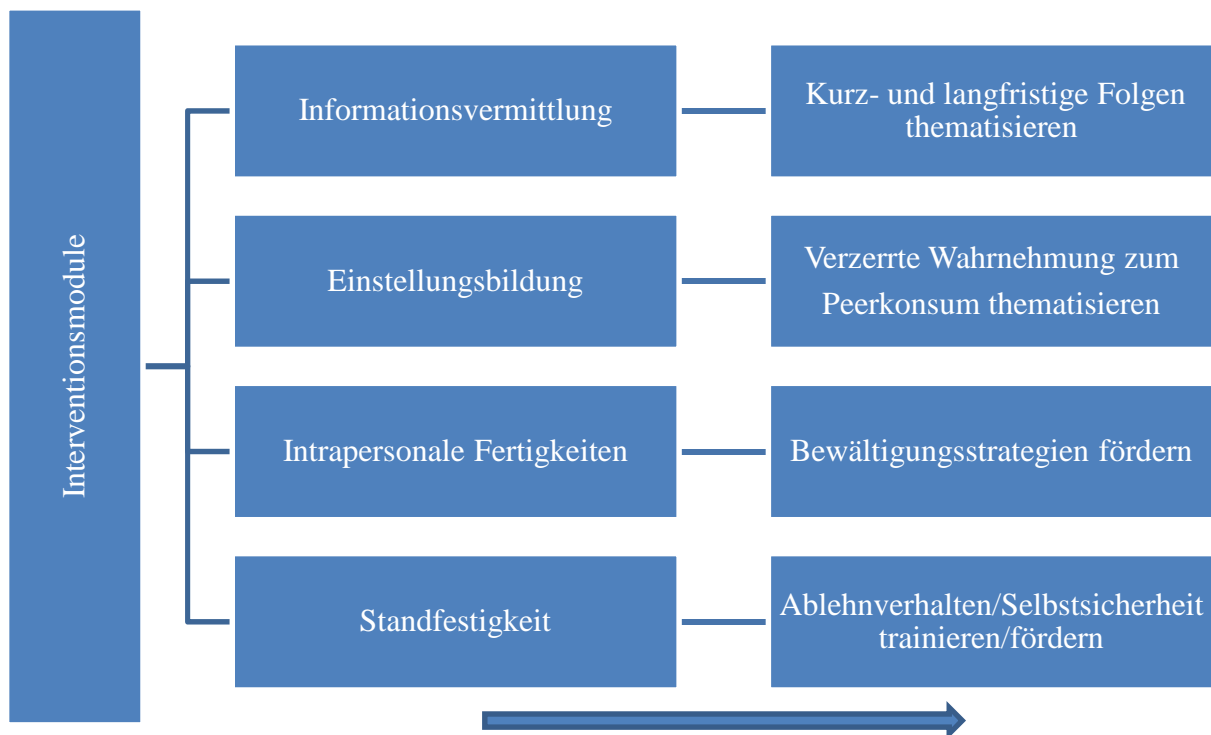 Interventionsmodule
Informationsvermittlung
Kurz- und langfristige Folgen
thematisieren
Einstellungsbildung
Verzerrte Wahrnehmung zum
Peerkonsum thematisieren
Intrapersonale Fertigkeiten
Bewältigungsstrategien fördern
Standfestigkeit
Ablehnverhalten/Selbstsicherheit
trainieren/fördern